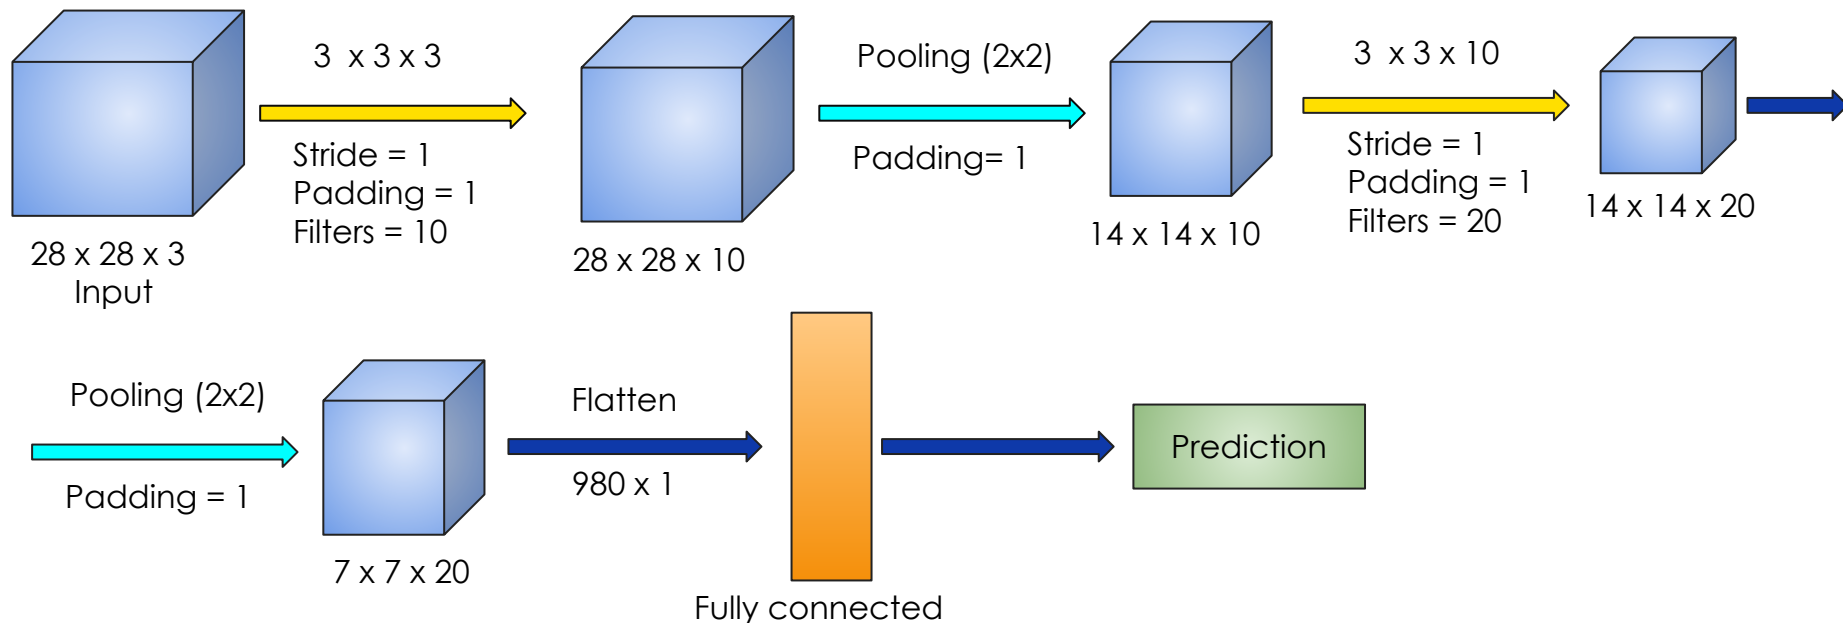 3 x 3 x 3
Stride = 1
Padding = 1
Filters = 10
28 x 28 x 3
Input
28 x 28 x 10
Pooling (2x2)
Padding= 1
14 x 14 x 10
3 x 3 x 10
Stride = 1
Padding = 1
Filters = 20
14 x 14 x 20
Pooling (2x2)
Padding = 1
7 x 7 x 20
Flatten
980 x 1
Fully connected
Prediction